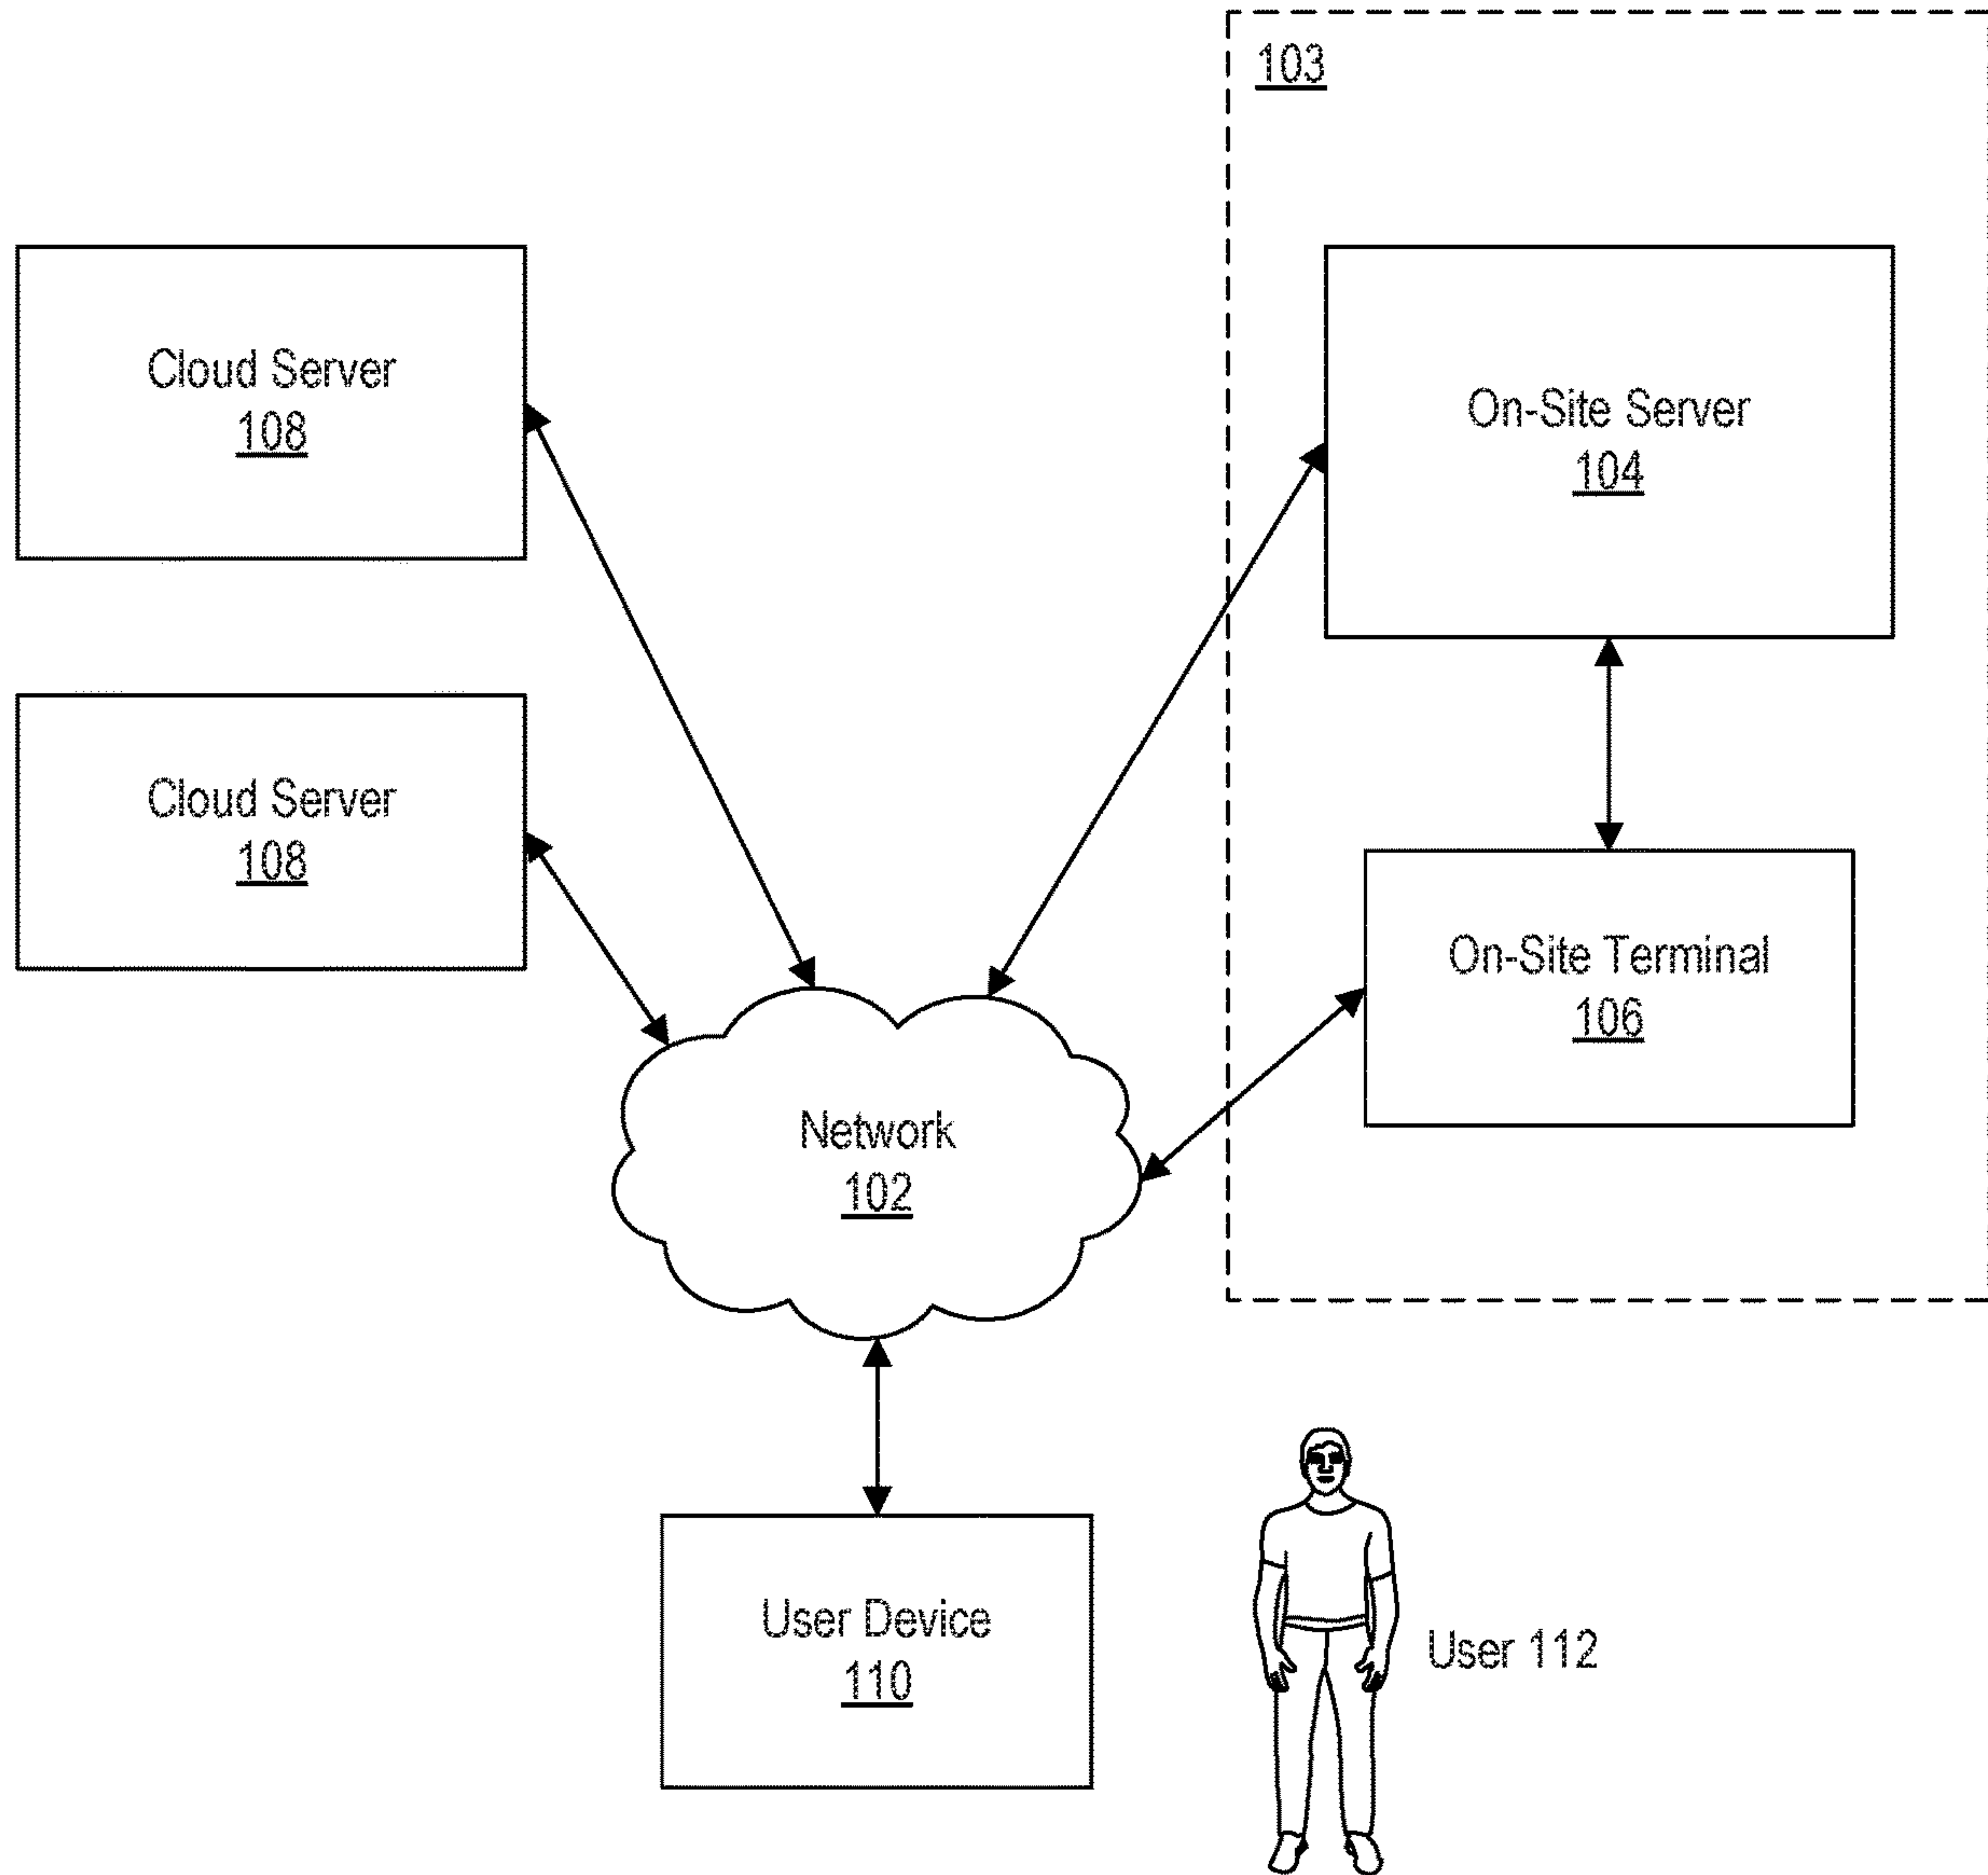 103
Cloud Server
108
On-Site Server
104
Cloud Server
108
On-Site Terminal
106
Network
102
User Device
110
User 112